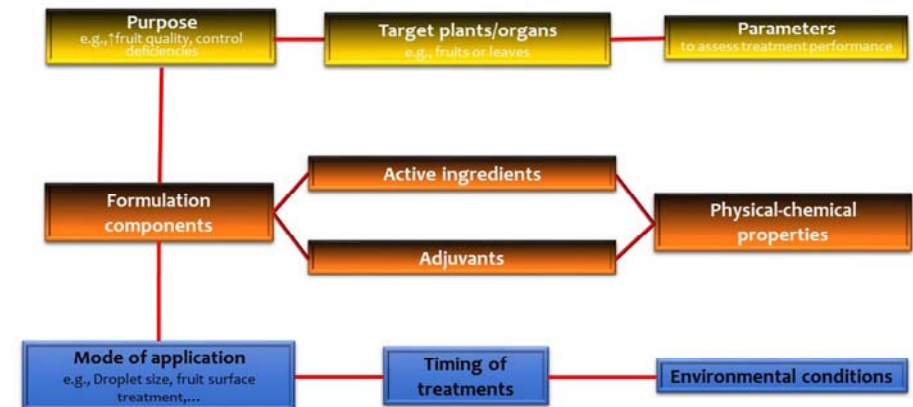 Purpose
e.g.,↑fruit quality, control
deficiencies
Target plants/organs
e.g., fruits or leaves
Parameters
to assess treatment performance
Formulation
components
Active ingredients
Adjuvants
Physical-chemical
properties
Mode of application
e.g., Droplet size, fruit surface
treatment,...
Timing of
treatments
Environmental conditions